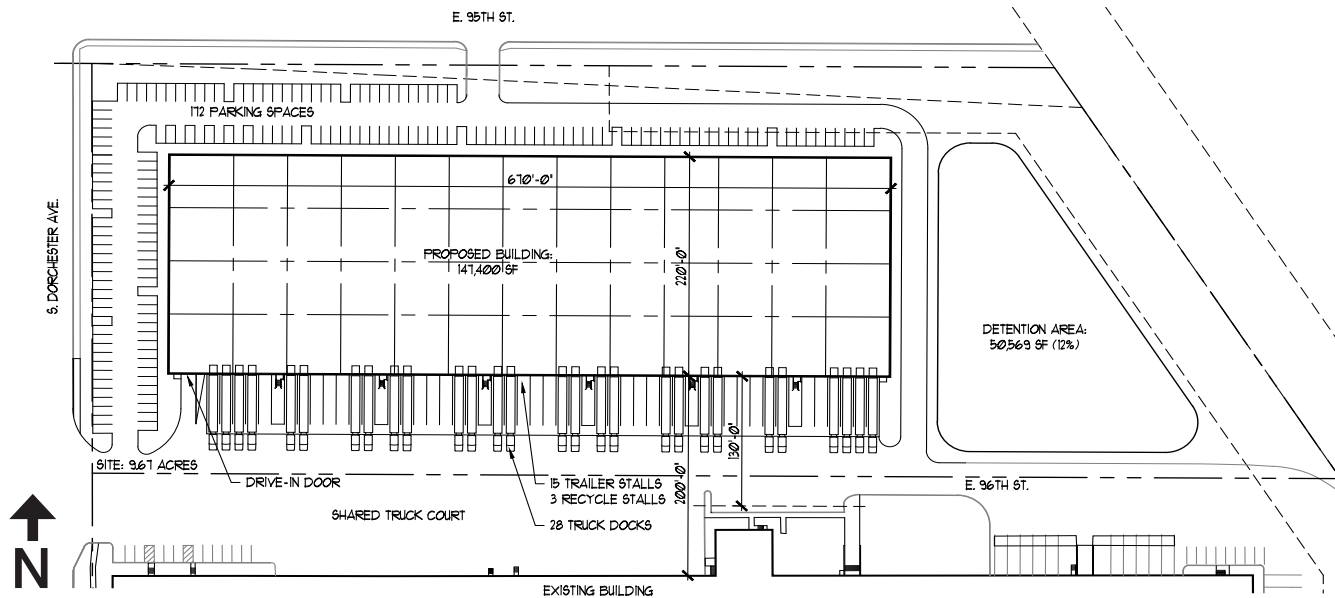 E. 95TH ST.
172 PARKING SPACES
670'-0"
S. DORCHESTER AVE.
PROPOSED BUILDING:
147,400 SF
220'-0"
DETENTION AREA:
50,569 SF (12%)
130'-0"
200'-0"
SITE: 9.67 ACRES
DRIVE-IN DOOR
15 TRAILER STALLS
3 RECYCLE STALLS
E. 96TH ST.
SHARED TRUCK COURT
28 TRUCK DOCKS
N
EXISTING BUILDING